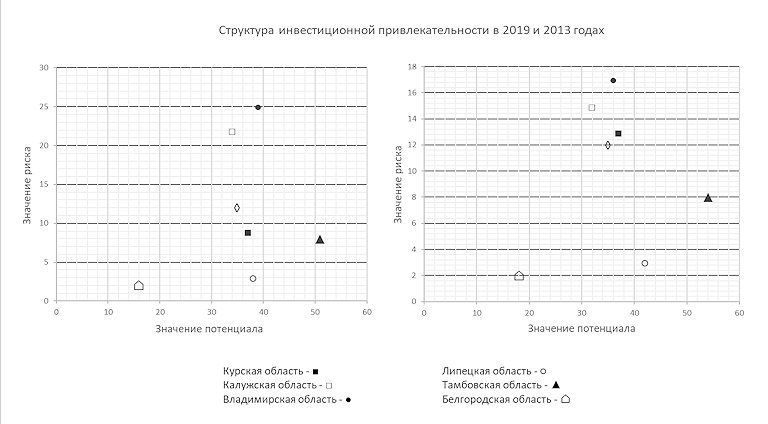 Структура инвестиционной привлекательности в 2019 и 2013 годах
30
25
20
15
10
5
0
Значение риска
0 10 20 30 40 50 60
Значение потенциала
18
16
14
12
10
8
6
4
2
0
Значение риска
0 10 20 30 40 50 60
Значение потенциала
Курская область -
Калужская область -
Владимирская область -
Липецкая область -
Тамбовская область -
Белгородская область -